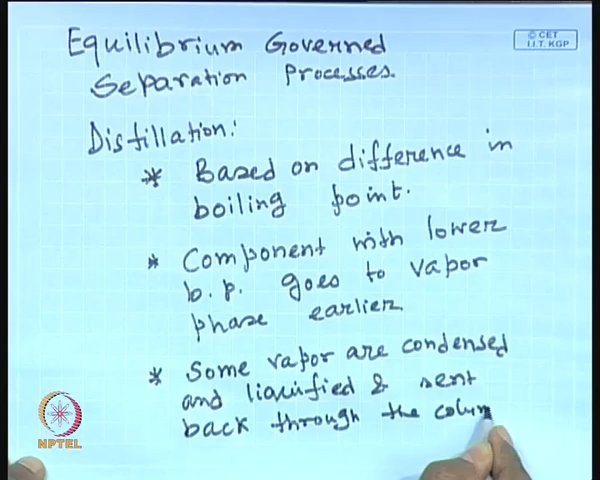 Equilibrium Governed
Separation Processes.
© CET
I.I.T. KGP
Distillation:
* Based on difference in
boiling point.
* Component with lower
b.p. goes to vapor
phase earlier.
* Some vapor are condensed
and liquified & sent
back through the colum
NPTEL